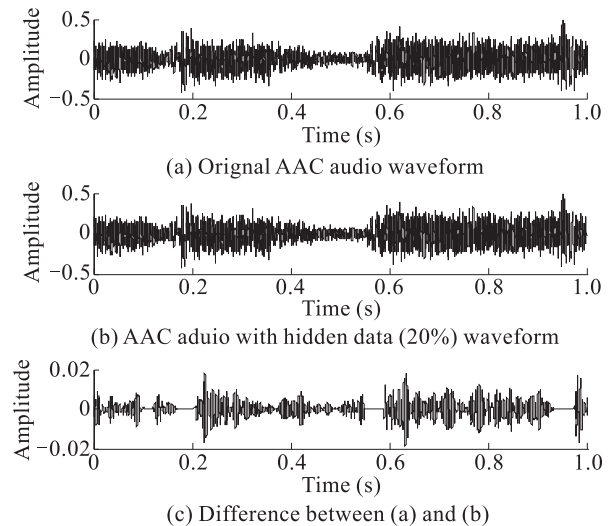 Amplitude
0.5
0
−0.5
0 0.2 0.4 0.6 0.8 1.0
Time (s)
(a) Orignal AAC audio waveform
Amplitude
0.5
0
−0.5
0 0.2 0.4 0.6 0.8 1.0
Time (s)
(b) AAC aduio with hidden data (20%) waveform
Amplitude
0.02
0
−0.02
0 0.2 0.4 0.6 0.8 1.0
Time (s)
(c) Difference between (a) and (b)